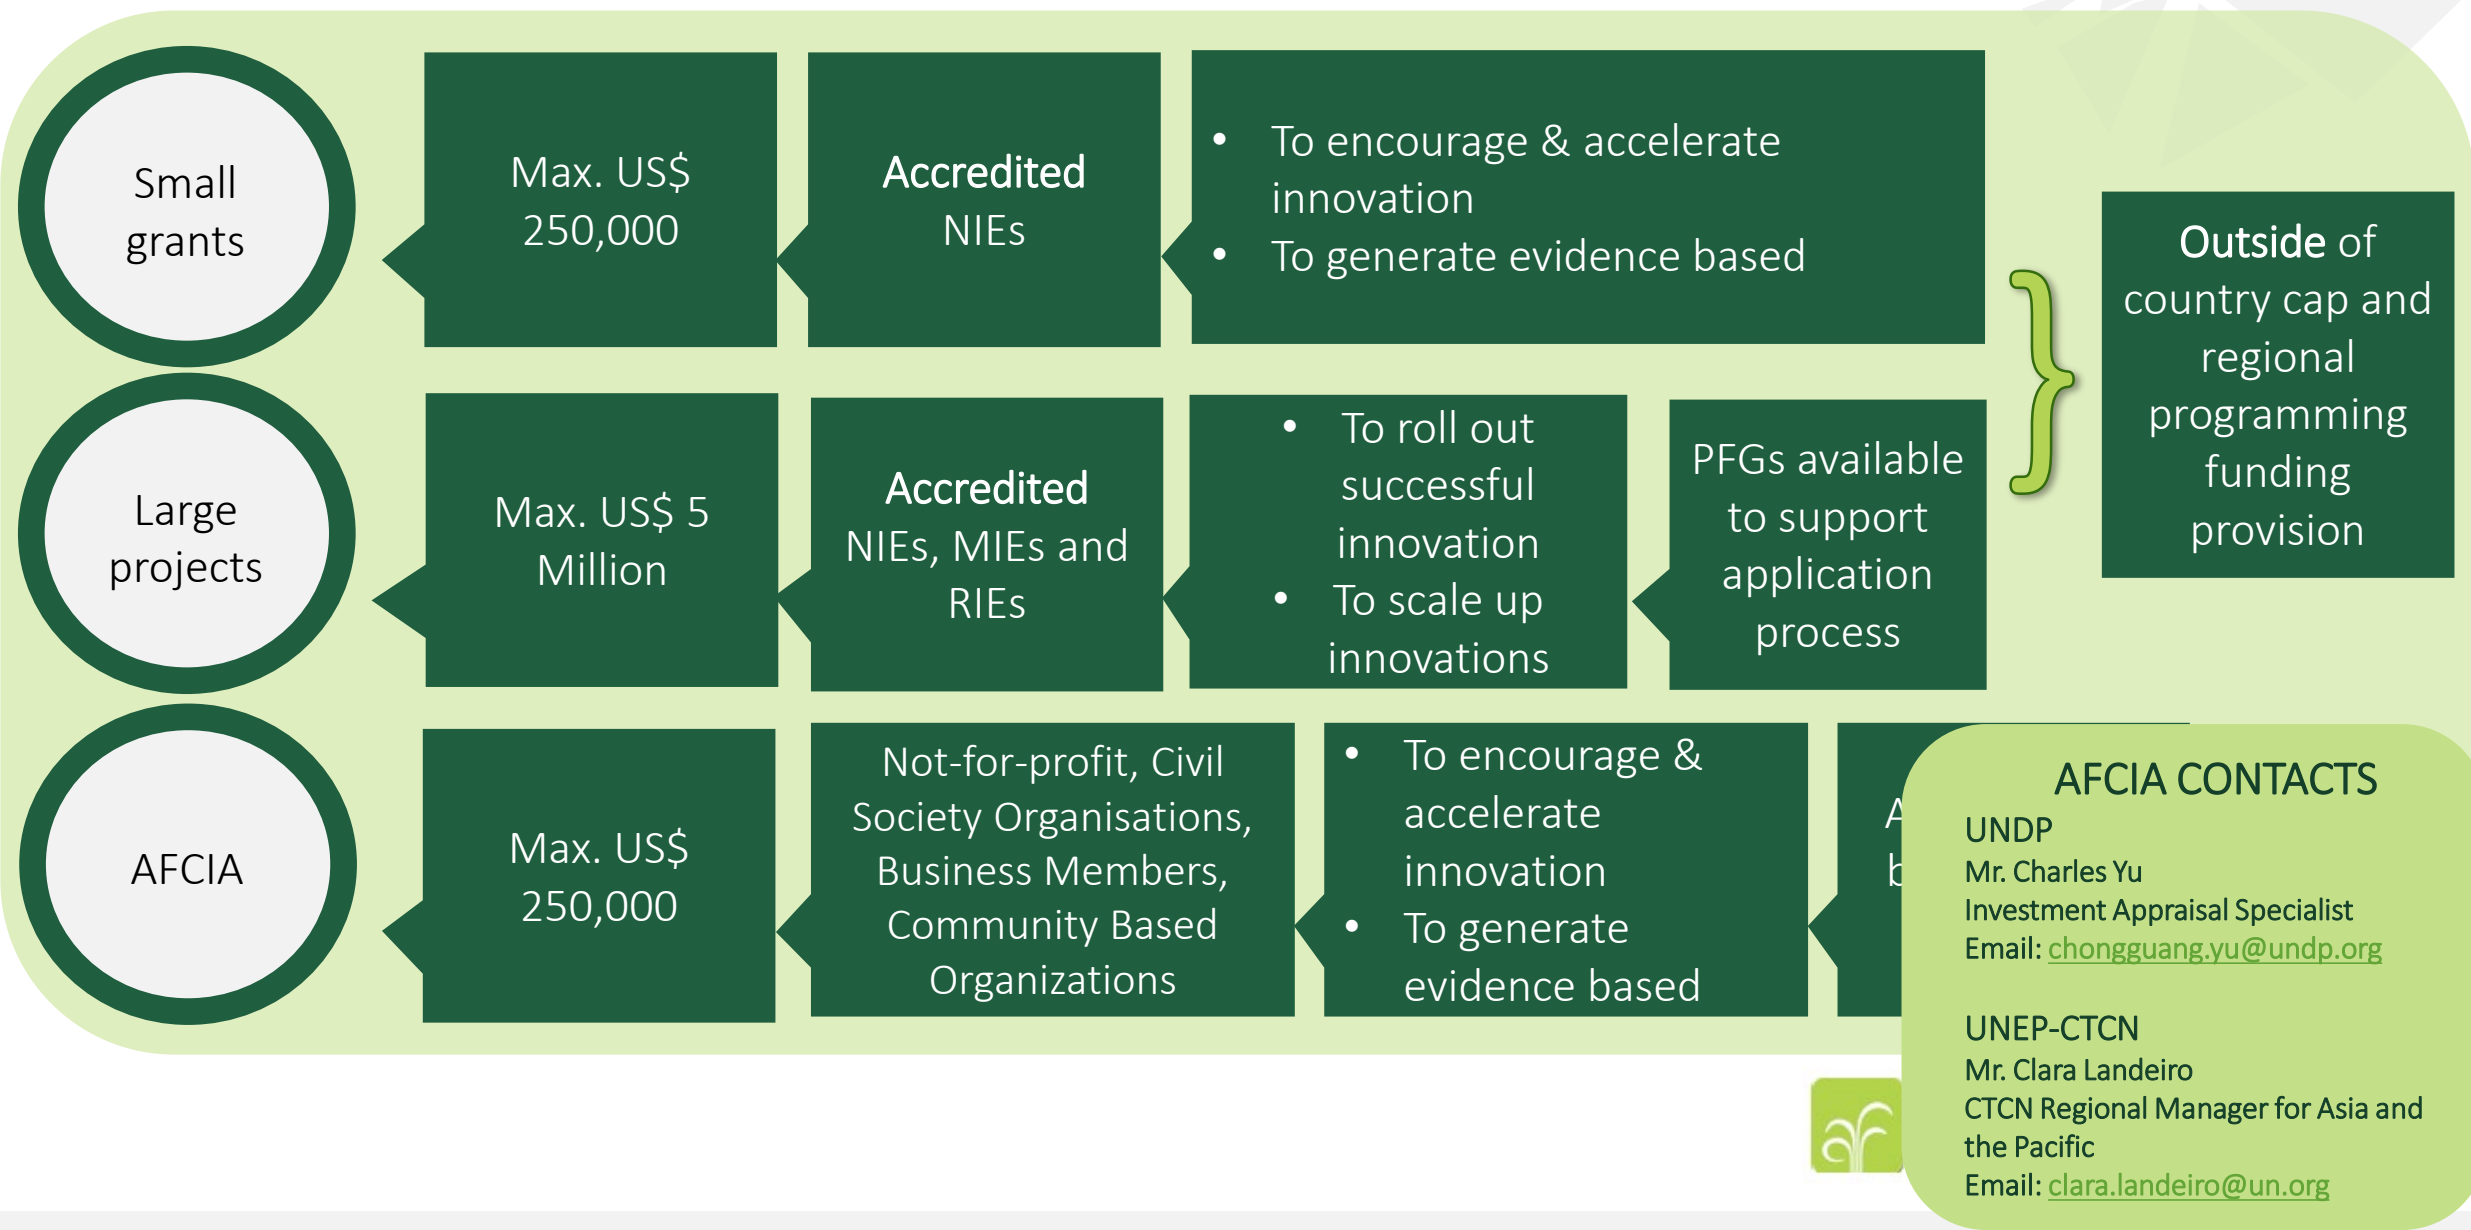 Small
grants
Max. US$
250,000
Accredited
NIEs
• To encourage & accelerate
innovation
• To generate evidence based
Outside of
country cap and
regional
programming
funding
provision
Large
projects
Max. US$ 5
Million
Accredited
NIEs, MIEs and
RIEs
• To roll out
successful
innovation
• To scale up
innovations
PFGs available
to support
application
process
AFCIA
Max. US$
250,000
Not-for-profit, Civil
Society Organisations,
Business Members,
Community Based
Organizations
• To encourage &
accelerate
innovation
• To generate
evidence based
AFCIA CONTACTS
UNDP
Mr. Charles Yu
Investment Appraisal Specialist
Email: chongguang.yu@undp.org
UNEP-CTCN
Mr. Clara Landeiro
CTCN Regional Manager for Asia and
the Pacific
Email: clara.landeiro@un.org